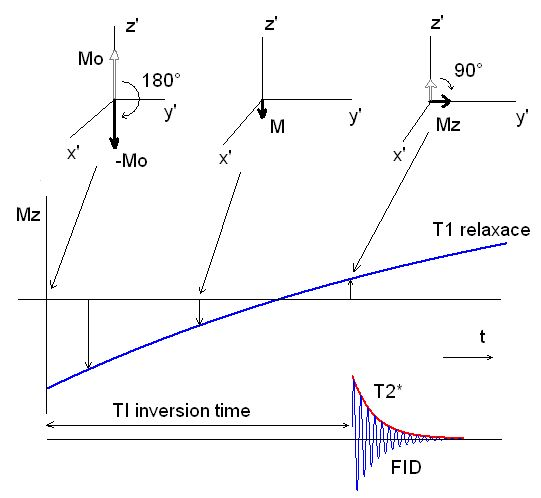 z'
Mo
180°
y'
x'
-Mo
z'
y'
M
x'
z'
90°
Mz
y'
x'
Mz
T1 relaxace
t
TI inversion time
T2*
FID